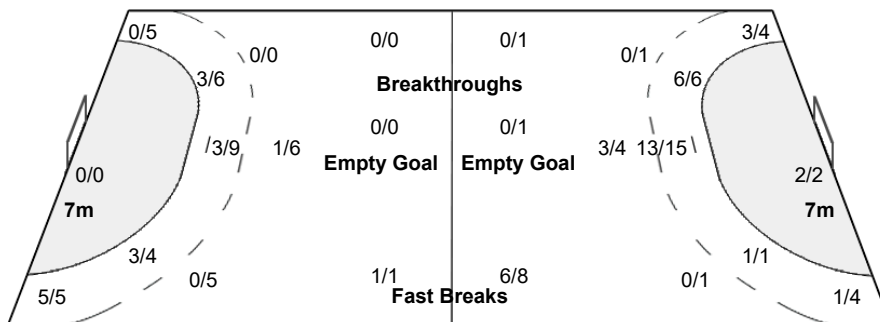 0/5 0/0 0/1 0/1 3/4
0/0
3/6 6/6
Breakthroughs
0/0 0/1
3/9 1/6 3/4 13/15
Empty Goal Empty Goal
0/0 2/2
7m 7m
3/4 1/1
0/5 1/1 6/8 0/1
5/5 Fast Breaks 1/4